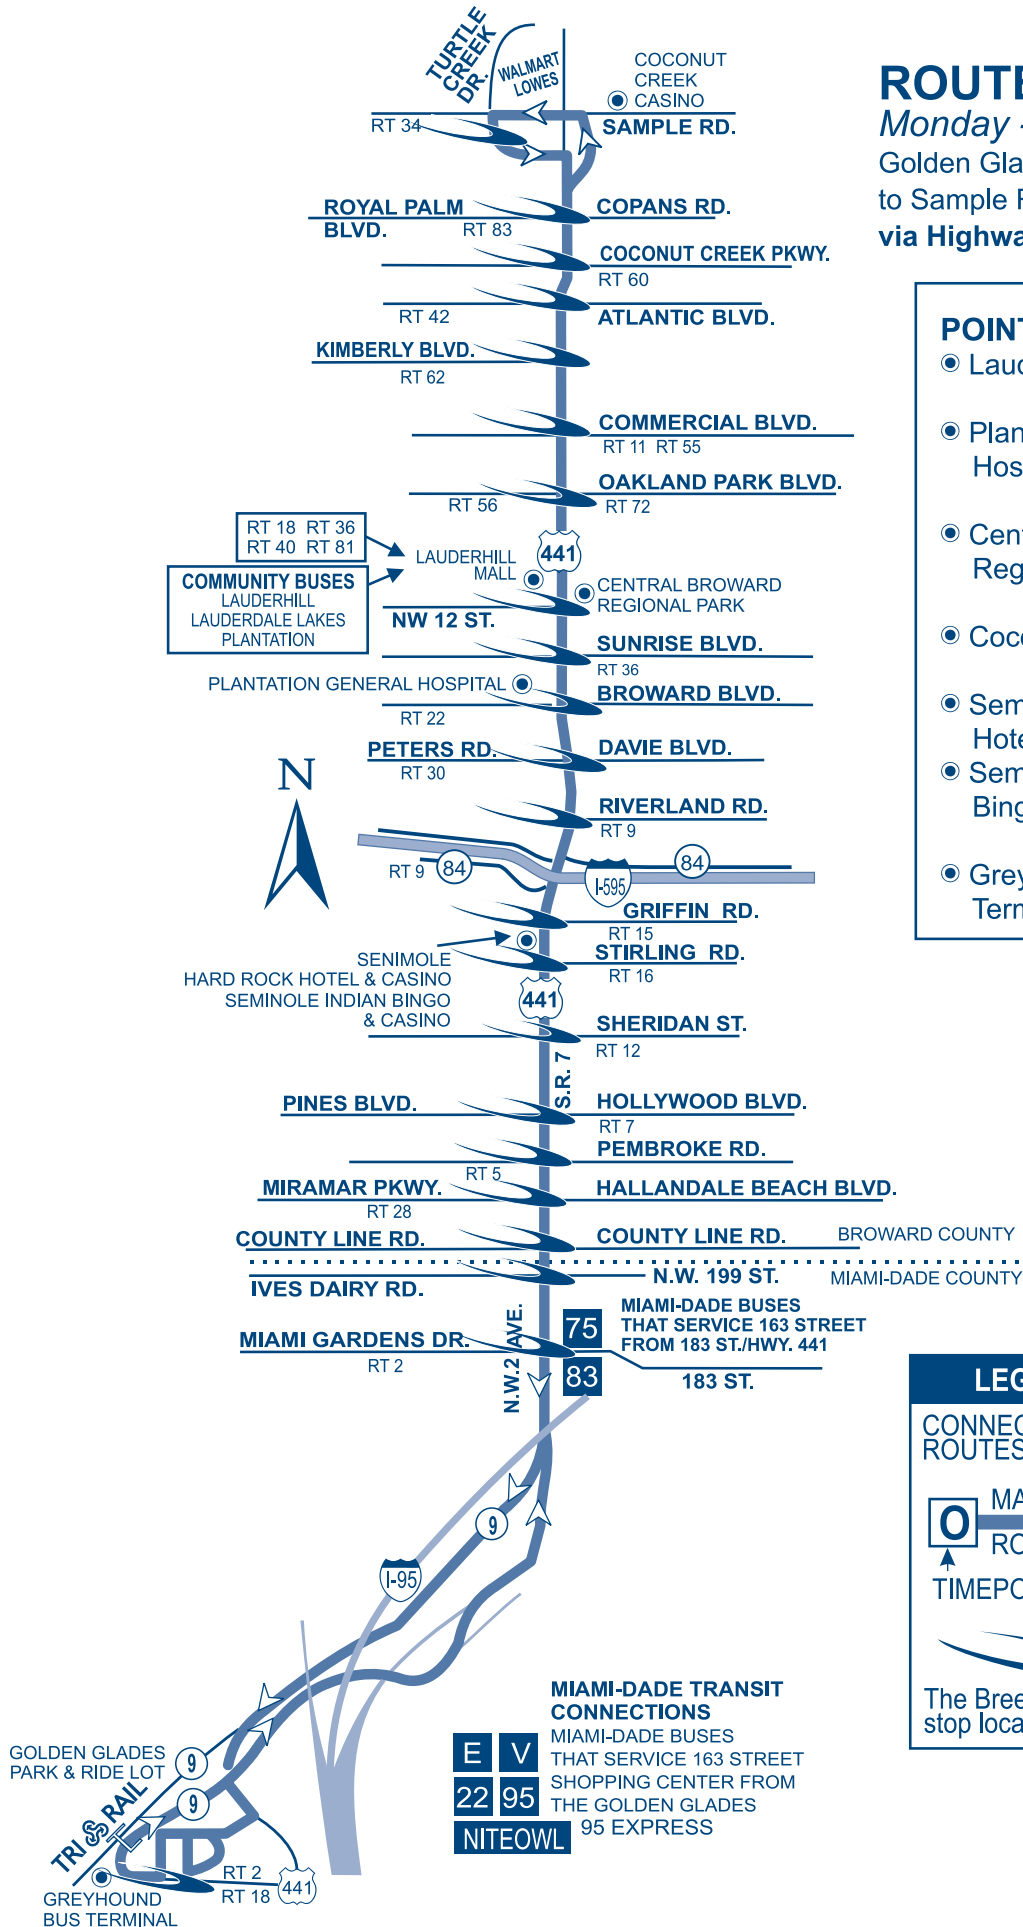 TURTLE
CREEK
DR.
WALMART
LOWES
COCONUT
CREEK
CASINO
RT 34
SAMPLE RD.
ROUTE
Monday -
Golden Gla
to Sample
via Highwa
ROYAL PALM
BLVD.
RT 83
COPANS RD.
COCONUT CREEK PKWY.
RT 60
RT 42
ATLANTIC BLVD.
KIMBERLY BLVD.
RT 62
COMMERCIAL BLVD.
RT 11 RT 55
OAKLAND PARK BLVD.
RT 56
RT 72
RT 18 RT 36
RT 40 RT 81
COMMUNITY BUSES
LAUDERHILL
LAUDERDALE LAKES
PLANTATION
LAUDERHILL
MALL
441
CENTRAL BROWARD
REGIONAL PARK
NW 12 ST.
SUNRISE BLVD.
RT 36
PLANTATION GENERAL HOSPITAL
BROWARD BLVD.
RT 22
PETERS RD.
RT 30
DAVIE BLVD.
N
RIVERLAND RD.
RT 9
RT 9
84
84
I-595
GRIFFIN RD.
RT 15
STIRLING RD.
RT 16
SENIMOLE
HARD ROCK HOTEL & CASINO
SEMINOLE INDIAN BINGO
& CASINO
441
SHERIDAN ST.
RT 12
S.R. 7
PINES BLVD.
HOLLYWOOD BLVD.
RT 7
PEMBROKE RD.
RT 5
MIRAMAR PKWY.
RT 28
HALLANDALE BEACH BLVD.
COUNTY LINE RD.
COUNTY LINE RD.
BROWARD COUNTY
MIAMI-DADE COUNTY
IVES DAIRY RD.
N.W. 199 ST.
N.W.2 AVE.
MIAMI GARDENS DR.
RT 2
75
83
MIAMI-DADE BUSES
THAT SERVICE 163 STREET
FROM 183 ST./HWY. 441
183 ST.
9
I-95
GOLDEN GLADES
PARK & RIDE LOT
9
9
TRI RAIL
GREYHOUND
BUS TERMINAL
RT 2
RT 18
441
MIAMI-DADE TRANSIT
CONNECTIONS
E V
22 95
NITEOWL
MIAMI-DADE BUSES
THAT SERVICE 163 STREET
SHOPPING CENTER FROM
THE GOLDEN GLADES
95 EXPRESS
POINT
Laud
Plan
Hos
Cent
Reg
Coco
Sem
Hote
Sem
Bing
Grey
Term
LEG
CONNEC
ROUTES
O
MA
RO
TIMEPO
The Bree
stop loca